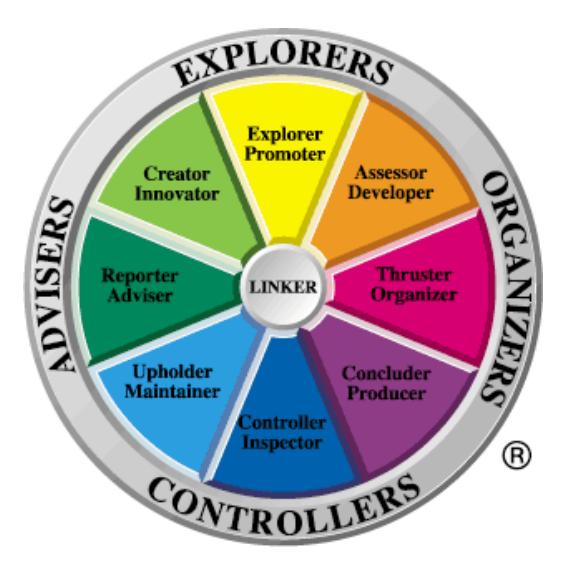 EXPLORERS
Explorer
Promoter
Creator
Innovator
Assessor
Developer
ADVISERS
ORGANIZERS
Reporter
Adviser
LINKER
Thruster
Organizer
Upholder
Maintainer
Concluder
Producer
Controller
Inspector
CONTROLLERS
®